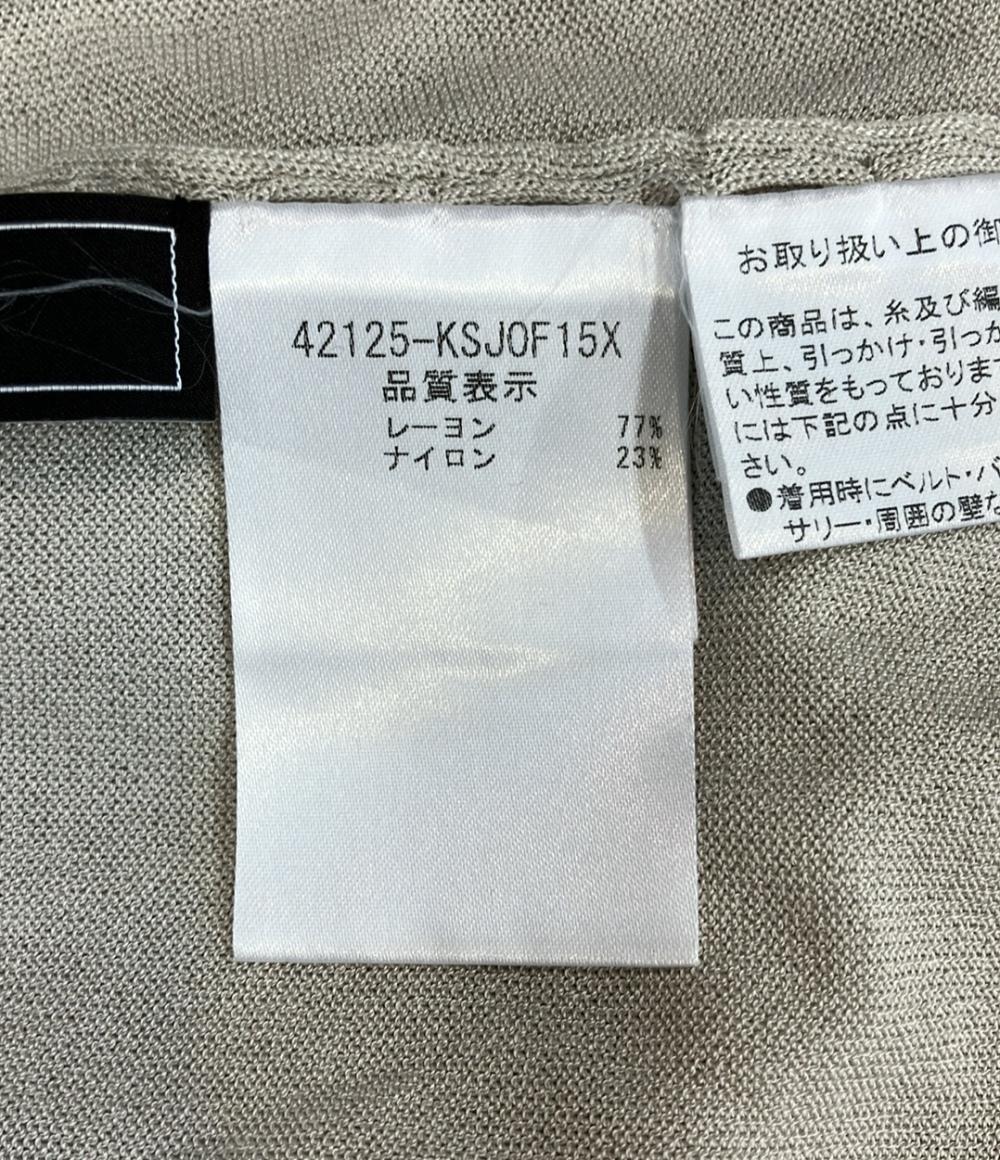 42125-KSJOF15X
品質表示
レーヨン 77%
ナイロン 23%
お取り扱い上の御
この商品は、糸及び編
質上、引っかけ・引っか
い性質をもっておりま
には下記の点に十分
さい。
●着用時にベルト・バ
サリー・周囲の壁な